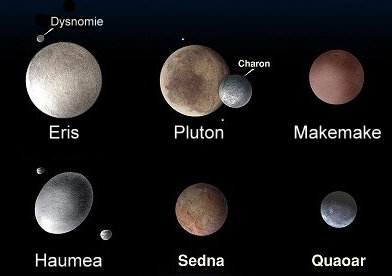 Dysnomie
Charon
Eris
Pluton
Makemake
Haumea
Sedna
Quaoar